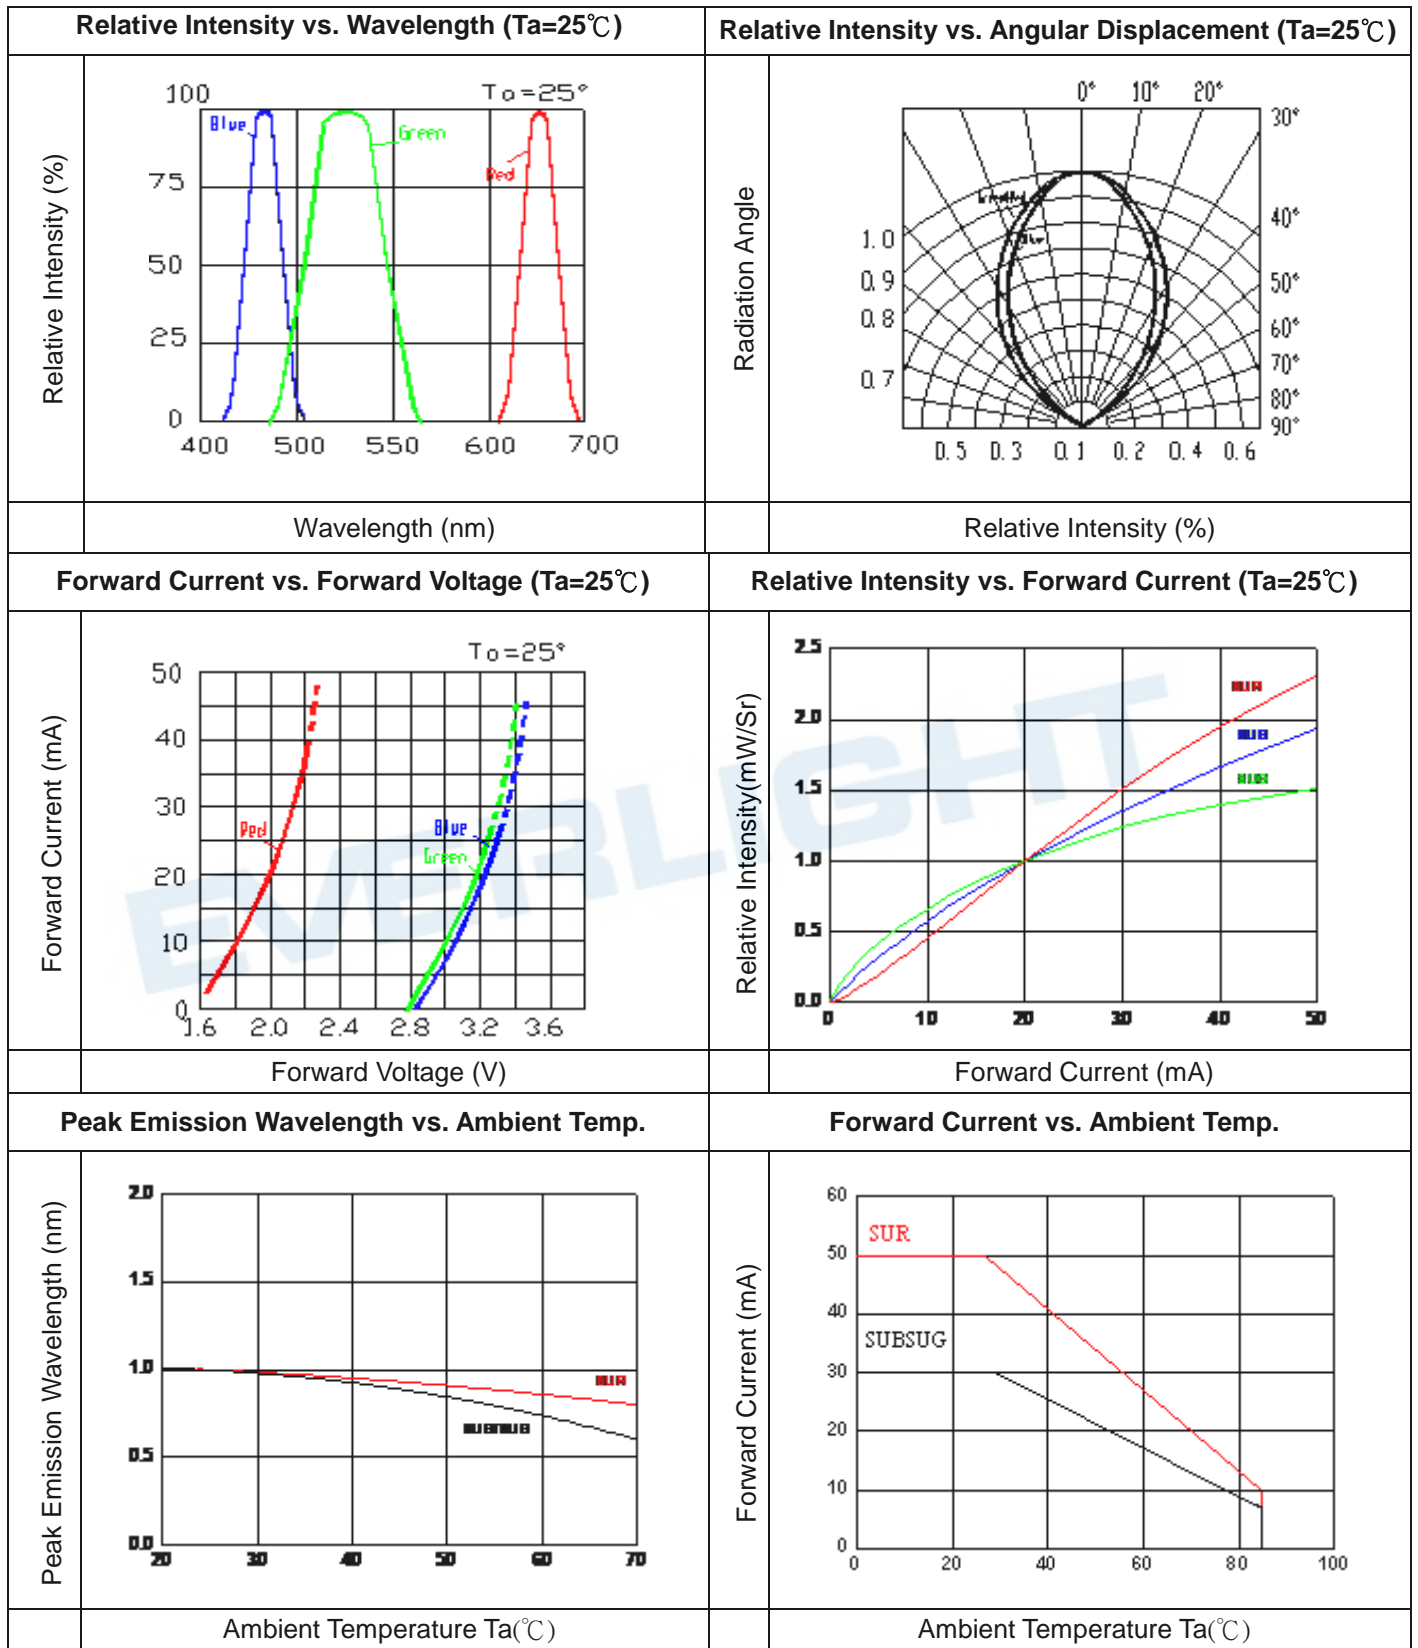 Relative Intensity vs. Wavelength (Ta=25℃)
Relative Intensity (%)
To=25°
100
75
50
25
0
Blue
Green
Red
400 500 550 600 700
Wavelength (nm)
Relative Intensity vs. Angular Displacement (Ta=25℃)
Radiation Angle
0° 10° 20°
30°
40°
50°
60°
70°
80°
90°
1.0
0.9
0.8
0.7
Blue
0.5 0.3 0.1 0.2 0.4 0.6
Relative Intensity (%)
Forward Current vs. Forward Voltage (Ta=25℃)
Forward Current (mA)
To=25°
50
40
30
20
10
0
Red
Blue
Green
1.6 2.0 2.4 2.8 3.2 3.6
Forward Voltage (V)
Relative Intensity vs. Forward Current (Ta=25℃)
Relative Intensity(mW/Sr)
2.5
2.0
1.5
1.0
0.5
0.0
0 10 20 30 40 50
Forward Current (mA)
EVERLIGHT
Peak Emission Wavelength vs. Ambient Temp.
Peak Emission Wavelength (nm)
2.0
1.5
1.0
0.5
0.0
20 30 40 50 60 70
Ambient Temperature Ta(℃)
Forward Current vs. Ambient Temp.
Forward Current (mA)
60
50
40
30
20
10
0
SUR
SUBSUG
0 20 40 60 80 100
Ambient Temperature Ta(℃)